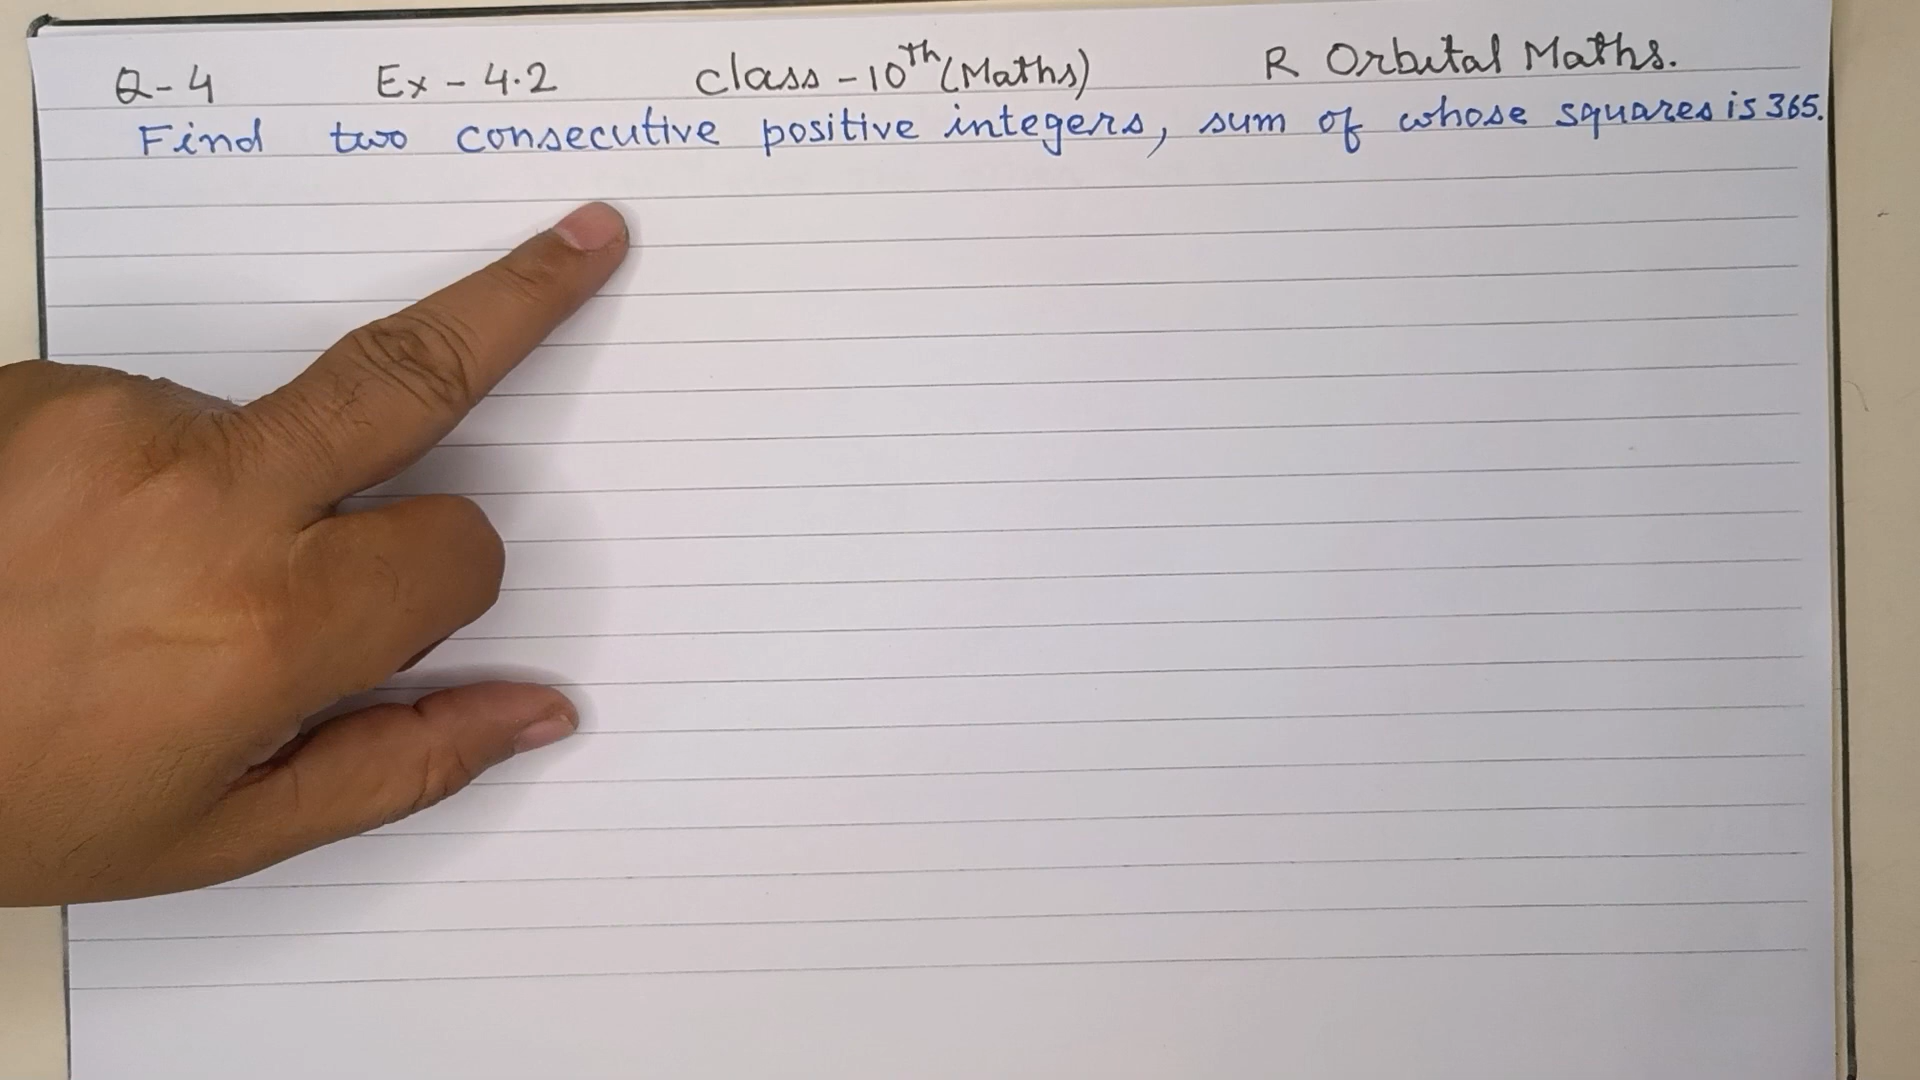 Q-4 Ex-4.2 Class-10th (Maths) R Orbital Maths.
Find two consecutive positive integers, sum of whose squares is 365.